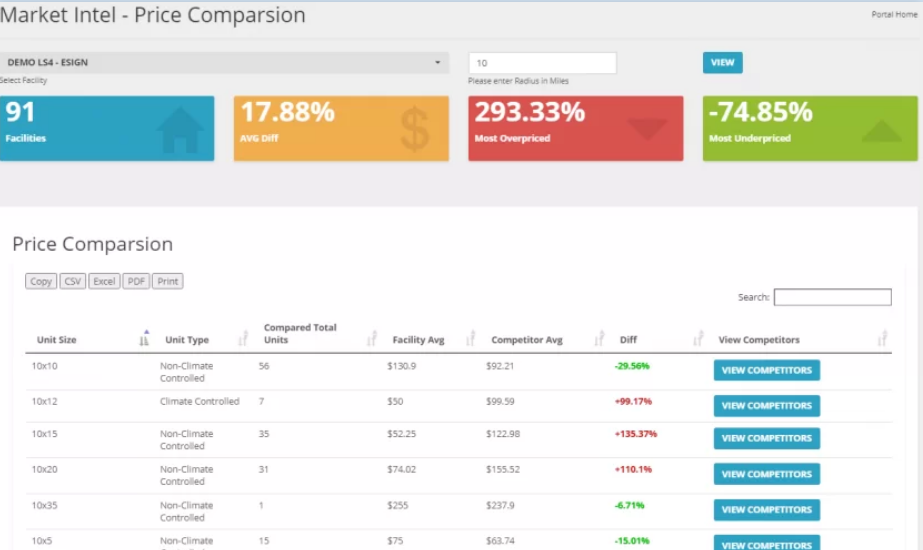 Market Intel - Price Comparsion
Portal Home
DEMO LS4 - ESIGN
10
VIEW
Select Facility
Please enter Radius in Miles
91
Facilities
17.88%
AVG Diff
$
293.33%
Most Overpriced
-74.85%
Most Underpriced
Price Comparsion
Copy CSV Excel PDF Print
Search:
Unit Size Unit Type Compared Total Units Facility Avg Competitor Avg Diff View Competitors
10x10 Non-Climate Controlled 56 $130.9 $92.21 -29.56% VIEW COMPETITORS
10x12 Climate Controlled 7 $50 $99.59 +99.17% VIEW COMPETITORS
10x15 Non-Climate Controlled 35 $52.25 $122.98 +135.37% VIEW COMPETITORS
10x20 Non-Climate Controlled 31 $74.02 $155.52 +110.1% VIEW COMPETITORS
10x35 Non-Climate Controlled 1 $255 $237.9 -6.71% VIEW COMPETITORS
10x5 Non-Climate 15 $75 $63.74 -15.01% VIEW COMPETITORS